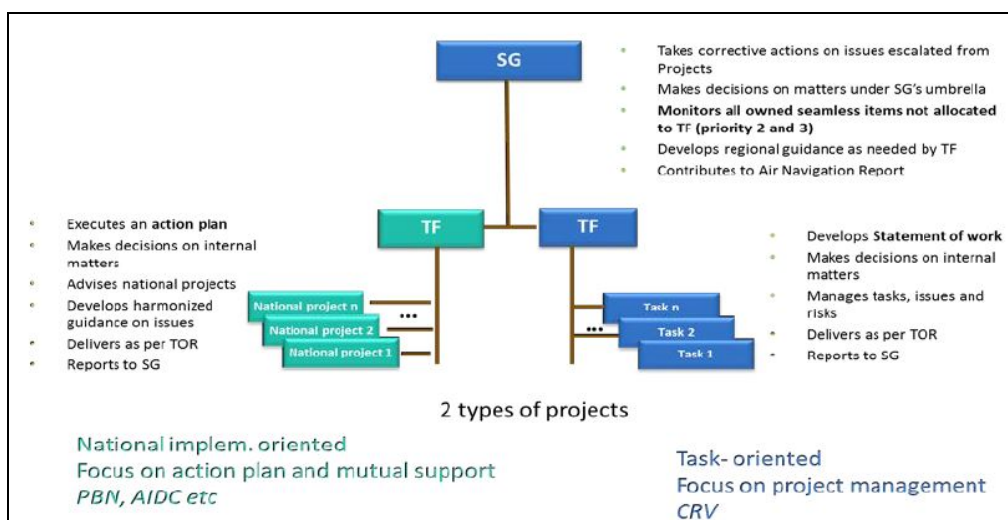 SG
Takes corrective actions on issues escalated from
Projects
Makes decisions on matters under SG's umbrella
Monitors all owned seamless items not allocated
to TF (priority 2 and 3)
Develops regional guidance as needed by TF
Contributes to Air Navigation Report
Executes an action plan
Makes decisions on internal
matters
Advises national projects
Develops harmonized
guidance on issues
Delivers as per TOR
Reports to SG
TF
National project n
...
National project 2
National project 1
TF
Task n
...
Task 2
Task 1
Develops Statement of work
Makes decisions on internal
matters
Manages tasks, issues and
risks
Delivers as per TOR
Reports to SG
2 types of projects
National implem. oriented
Focus on action plan and mutual support
PBN, AIDC etc
Task- oriented
Focus on project management
CRV